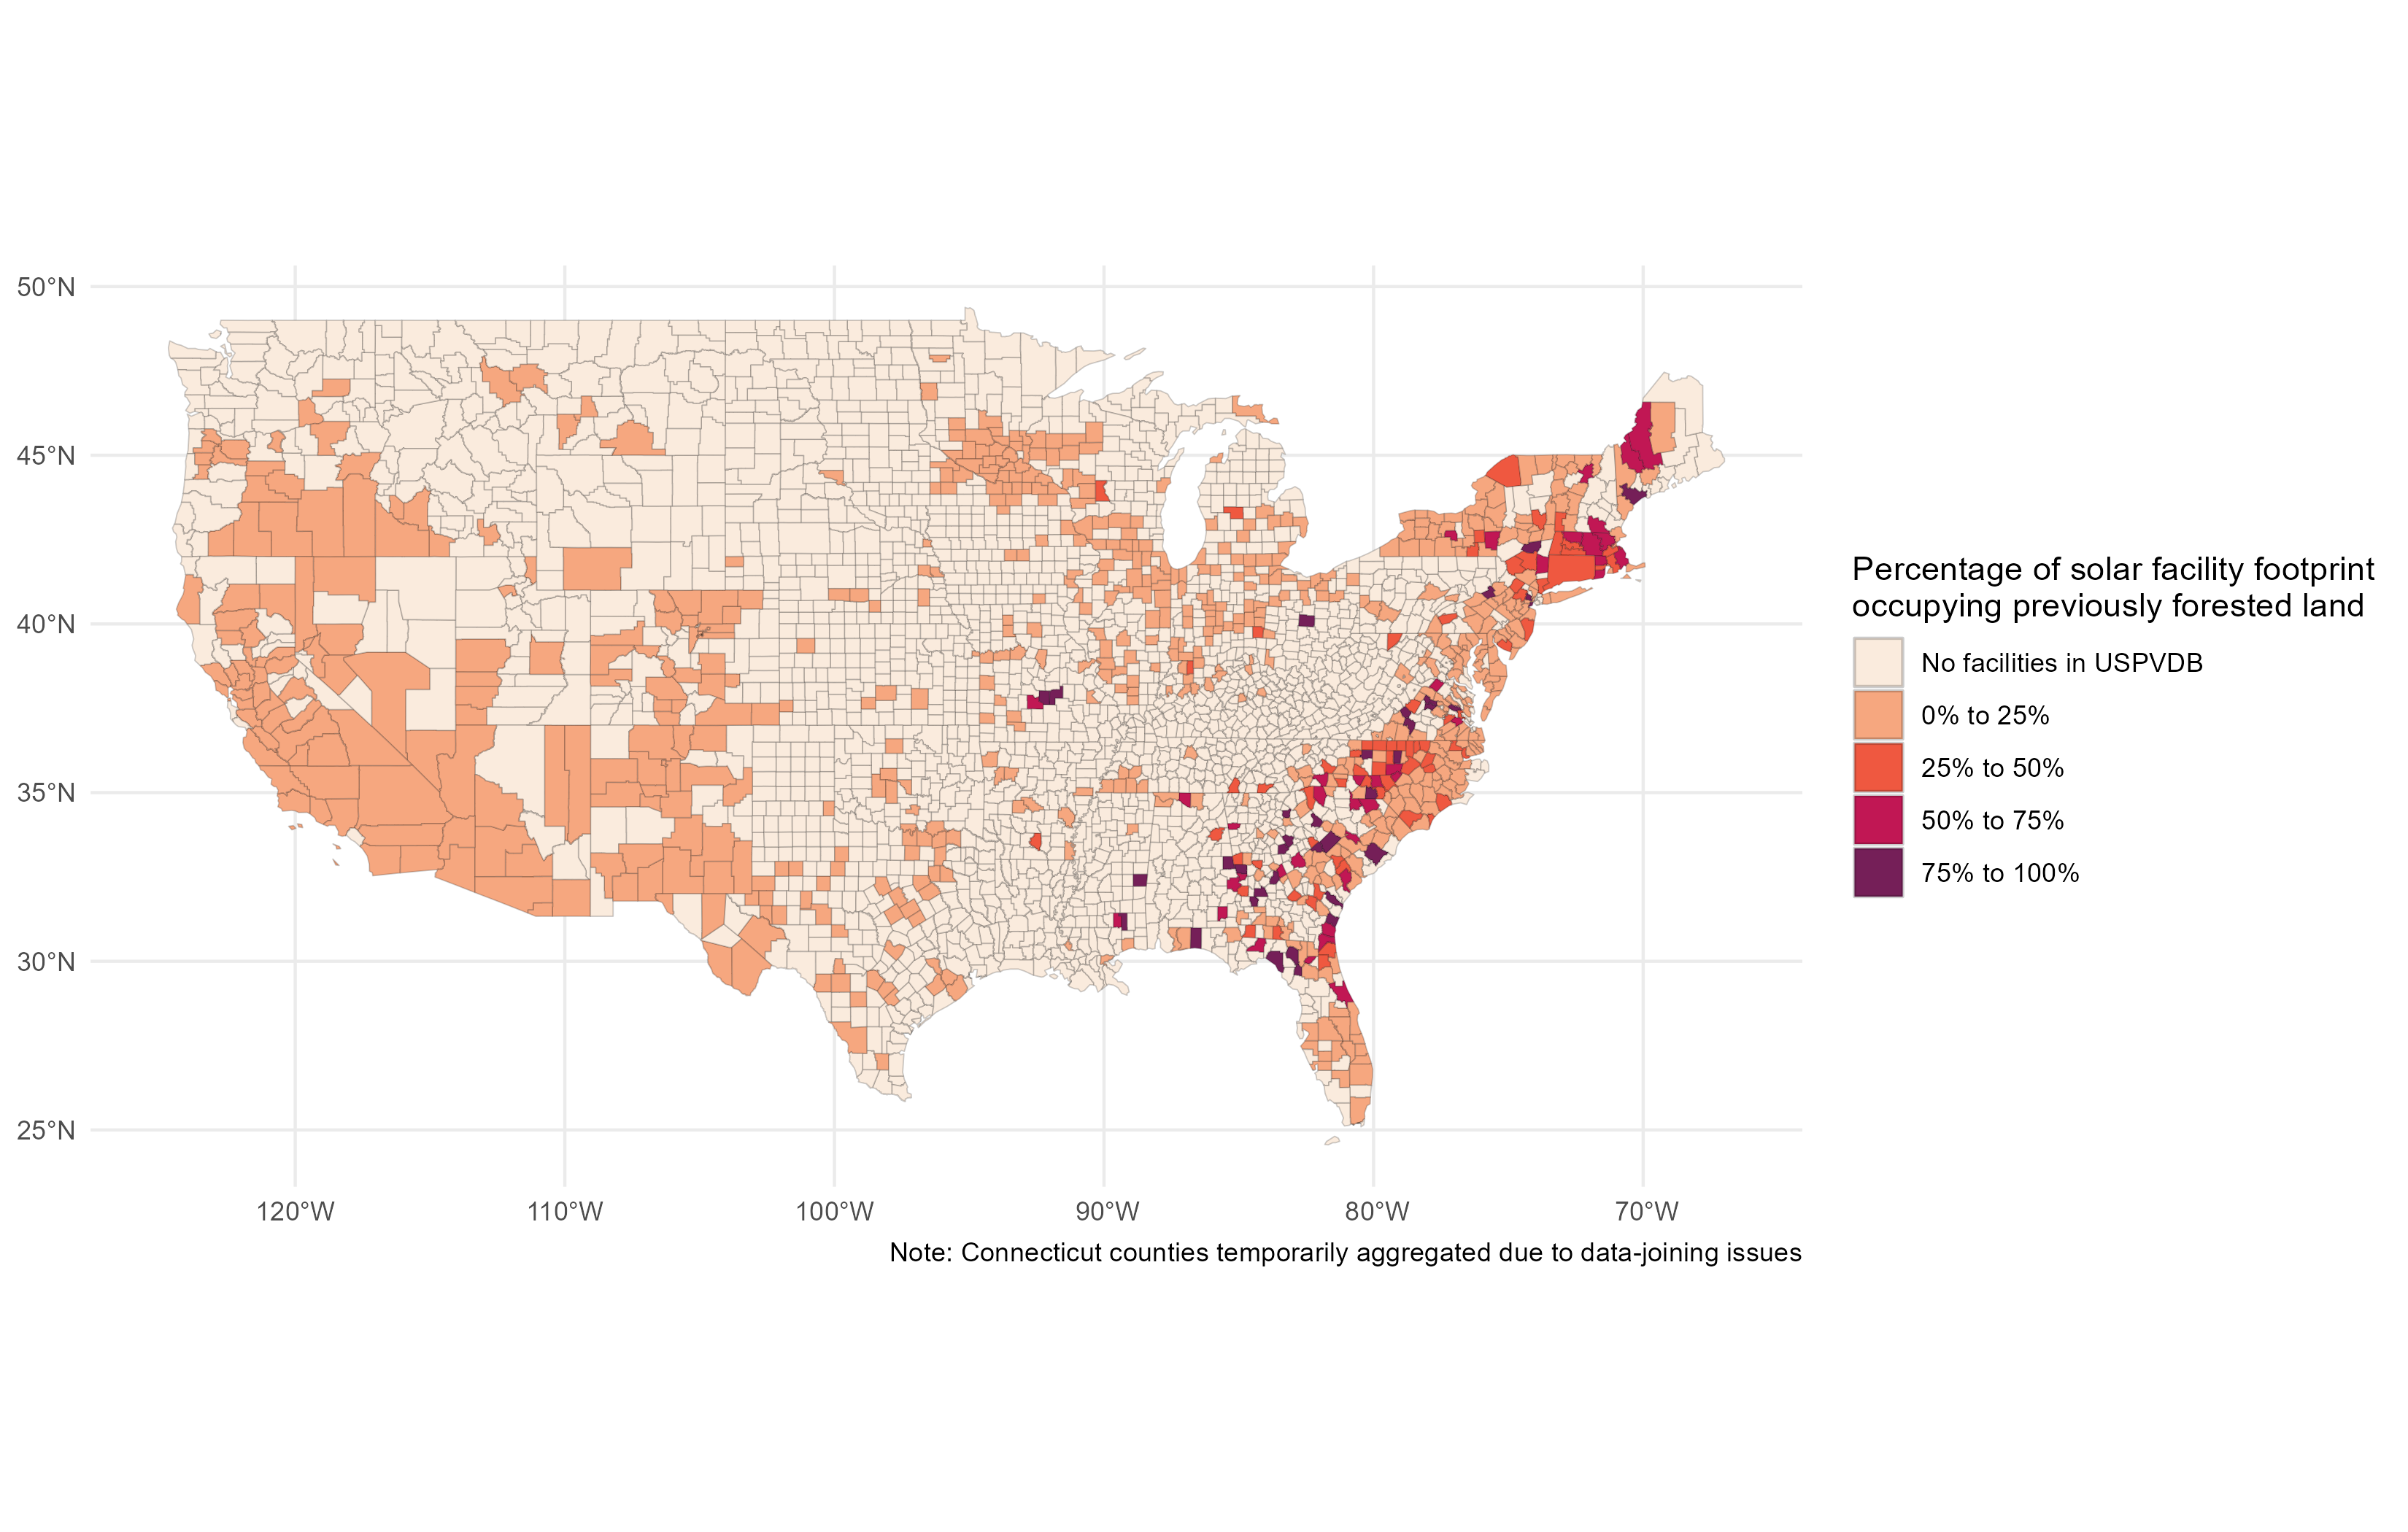 50°N
45°N
40°N
35°N
30°N
25°N
120°W
110°W
100°W
90°W
80°W
70°W
Note: Connecticut counties temporarily aggregated due to data-joining issues
Percentage of solar facility footprint
occupying previously forested land
No facilities in USPVDB
0% to 25%
25% to 50%
50% to 75%
75% to 100%